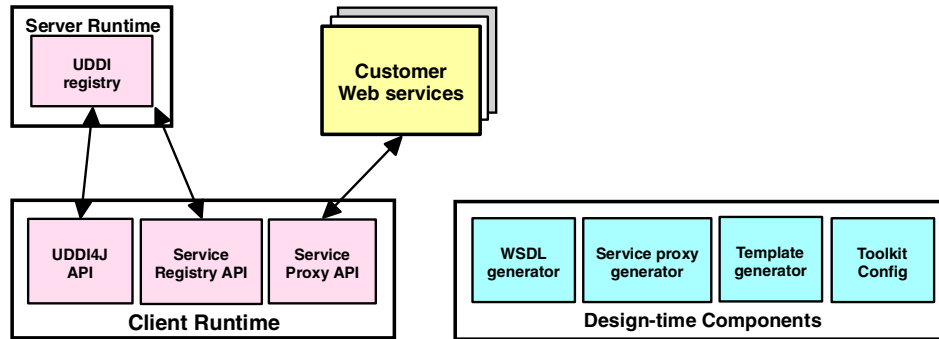 Server Runtime
UDDI
registry
Customer
Web services
UDDI4J
API
Service
Registry API
Service
Proxy API
Client Runtime
WSDL
generator
Service proxy
generator
Template
generator
Toolkit
Config
Design-time Components